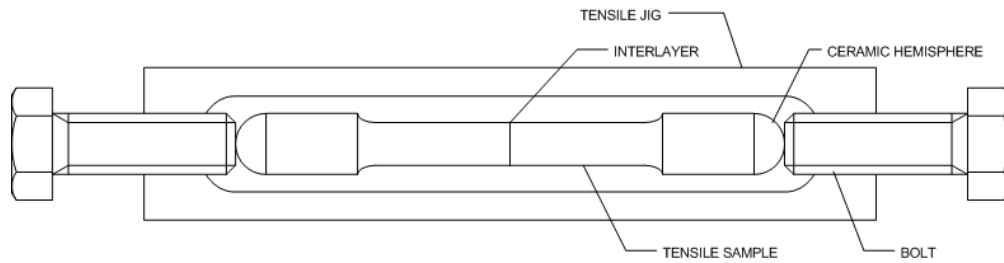 TENSILE JIG
INTERLAYER
CERAMIC HEMISPHERE
TENSILE SAMPLE
BOLT